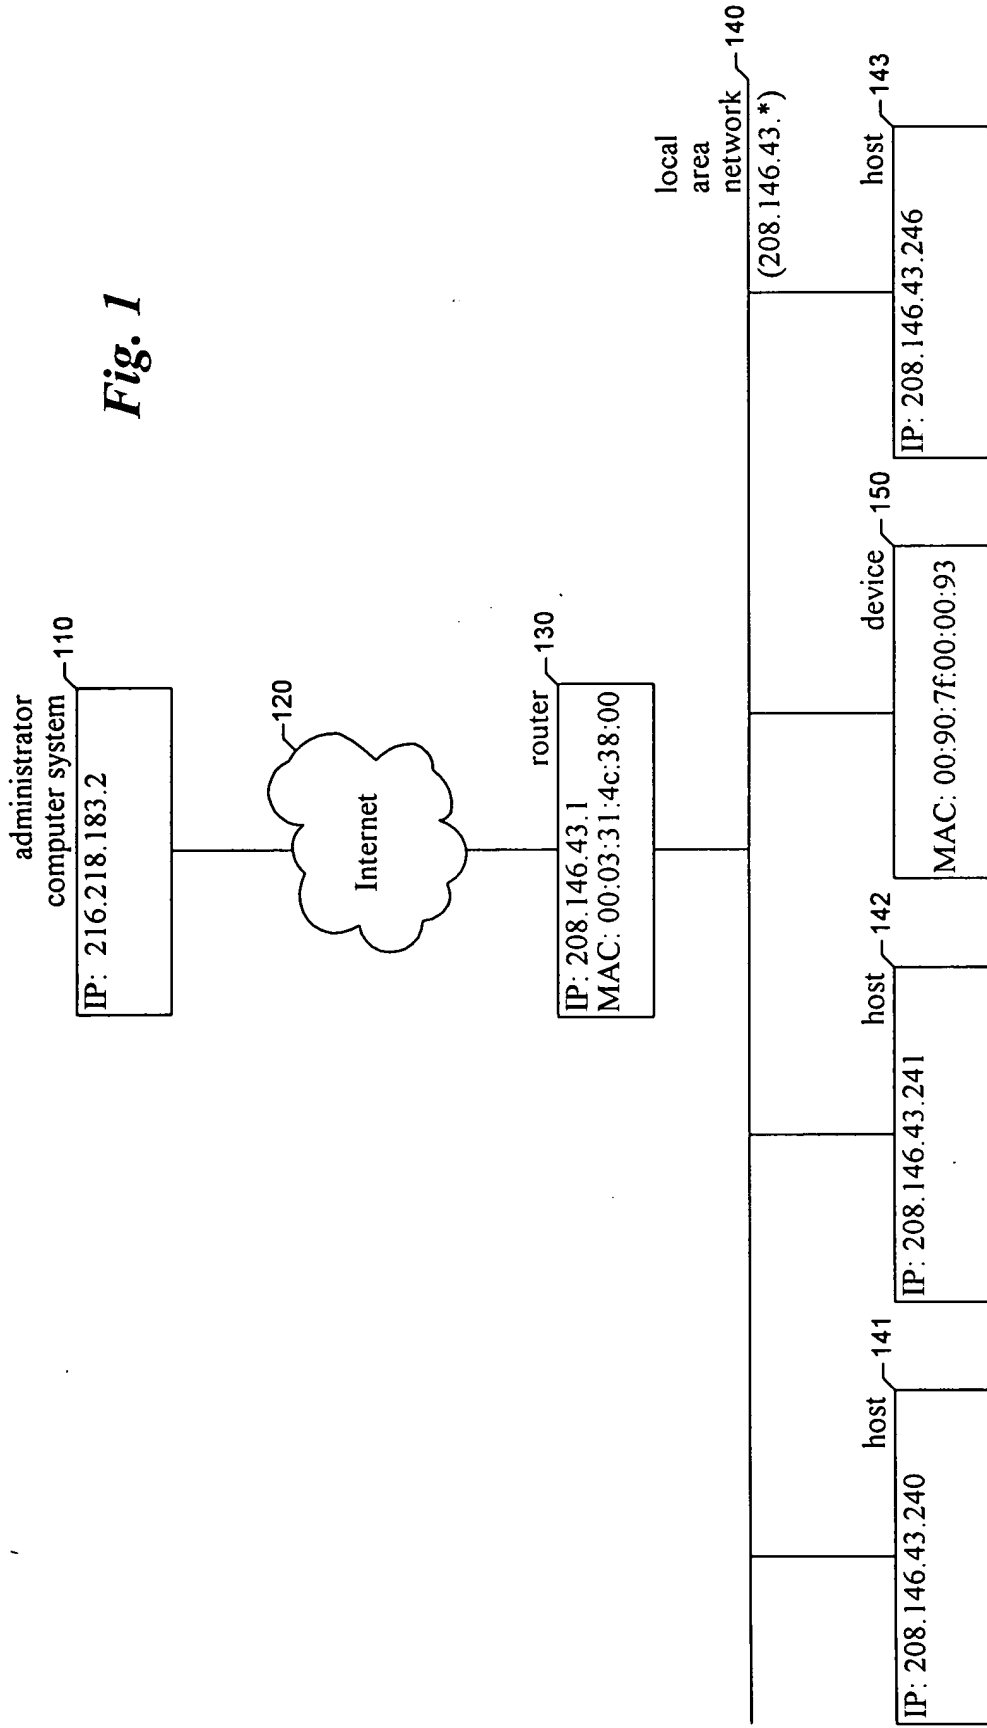 Fig. 1
administrator
computer system
110
IP: 216.218.183.2
120
Internet
router
130
IP: 208.146.43.1
MAC: 00:03:31:4c:38:00
local
area
network
140
(208.146.43.*)
host
141
IP: 208.146.43.240
host
142
IP: 208.146.43.241
device
150
MAC: 00:90:7f:00:00:93
host
143
IP: 208.146.43.246